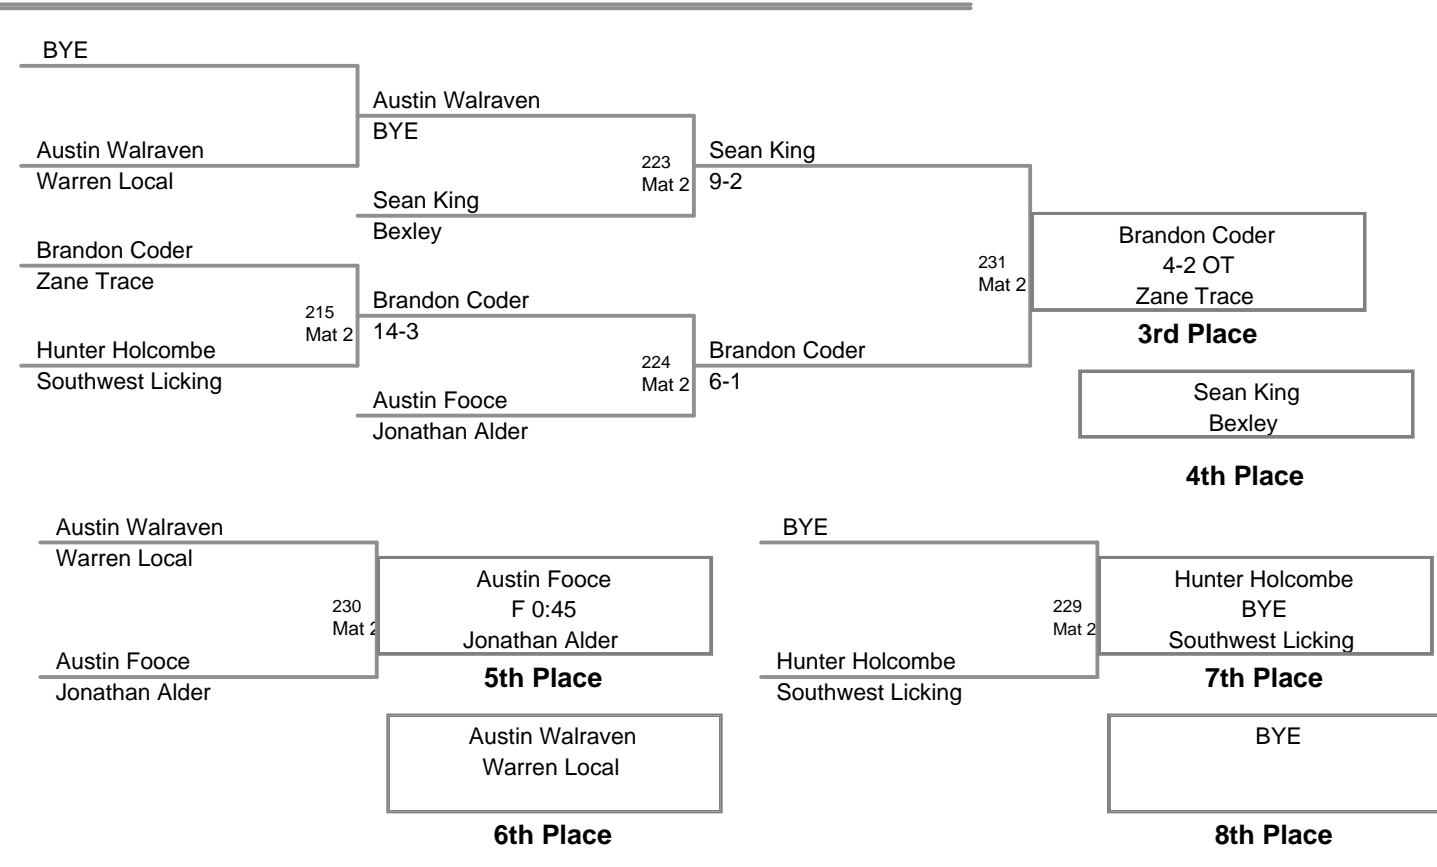 BYE
Austin Walraven
Warren Local
Brandon Coder
Zane Trace
215
Mat 2
Hunter Holcombe
Southwest Licking
Austin Walraven
BYE
223
Mat 2
Sean King
Bexley
Brandon Coder
14-3
224
Mat 2
Austin Fooce
Jonathan Alder
Sean King
9-2
231
Mat 2
Brandon Coder
6-1
Brandon Coder
4-2 OT
Zane Trace
3rd Place
Sean King
Bexley
4th Place
Austin Walraven
Warren Local
230
Mat 2
Austin Fooce
Jonathan Alder
Austin Fooce
F 0:45
Jonathan Alder
5th Place
Austin Walraven
Warren Local
6th Place
BYE
229
Mat 2
Hunter Holcombe
Southwest Licking
Hunter Holcombe
BYE
Southwest Licking
7th Place
BYE
8th Place